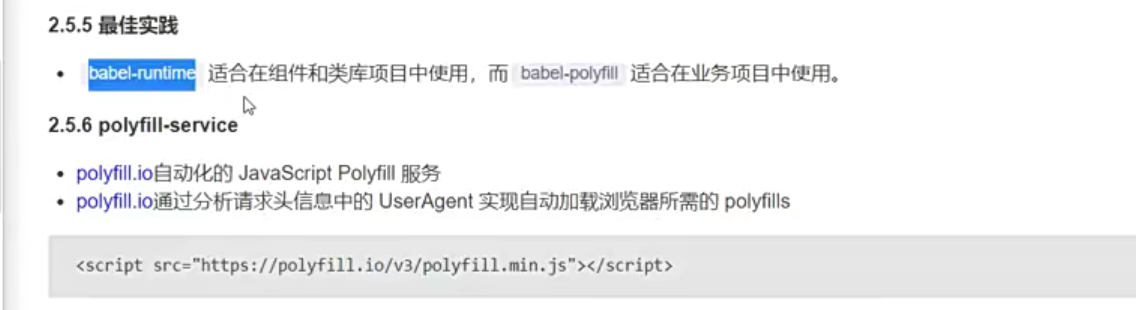 2.5.5 最佳实践
babel-runtime 适合在组件和类库项目中使用，而 babel-polyfill 适合在业务项目中使用。
2.5.6 polyfill-service
polyfill.io自动化的 JavaScript Polyfill 服务
polyfill.io通过分析请求头信息中的 UserAgent 实现自动加载浏览器所需的 polyfills
<script src="https://polyfill.io/v3/polyfill.min.js"></script>